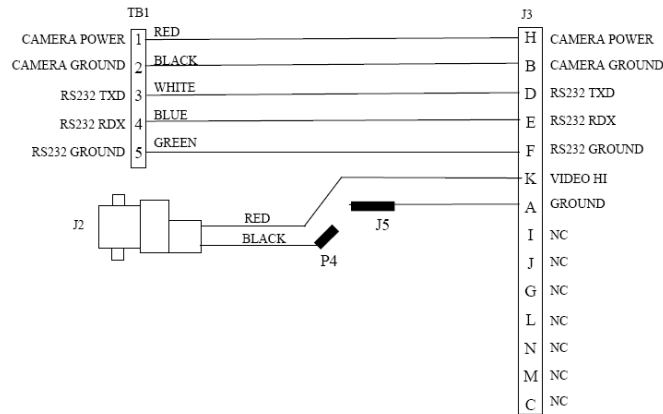 TB1
J3
CAMERA POWER 1 RED H CAMERA POWER
CAMERA GROUND 2 BLACK B CAMERA GROUND
RS232 TXD 3 WHITE D RS232 TXD
RS232 RDX 4 BLUE E RS232 RDX
RS232 GROUND 5 GREEN F RS232 GROUND
K VIDEO HI
J2 RED J5 A GROUND
BLACK P4 I NC
J NC
G NC
L NC
N NC
M NC
C NC